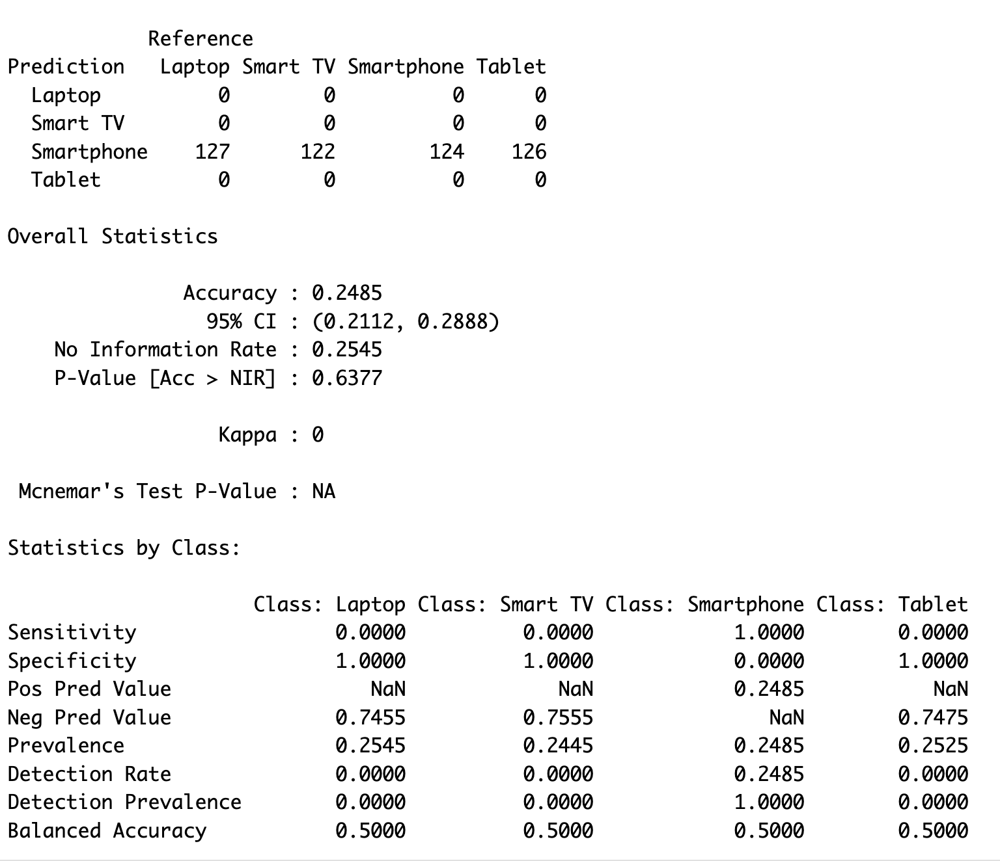 Reference
Prediction   Laptop Smart TV Smartphone Tablet
  Laptop          0        0          0      0
  Smart TV        0        0          0      0
  Smartphone    127      122        124    126
  Tablet          0        0          0      0

Overall Statistics

               Accuracy : 0.2485
                 95% CI : (0.2112, 0.2888)
    No Information Rate : 0.2545
    P-Value [Acc > NIR] : 0.6377

                  Kappa : 0

 Mcnemar's Test P-Value : NA

Statistics by Class:

                     Class: Laptop Class: Smart TV Class: Smartphone Class: Tablet
Sensitivity                 0.0000          0.0000            1.0000        0.0000
Specificity                 1.0000          1.0000            0.0000        1.0000
Pos Pred Value                 NaN             NaN            0.2485           NaN
Neg Pred Value              0.7455          0.7555               NaN        0.7475
Prevalence                  0.2545          0.2445            0.2485        0.2525
Detection Rate              0.0000          0.0000            0.2485        0.0000
Detection Prevalence        0.0000          0.0000            1.0000        0.0000
Balanced Accuracy           0.5000          0.5000            0.5000        0.5000